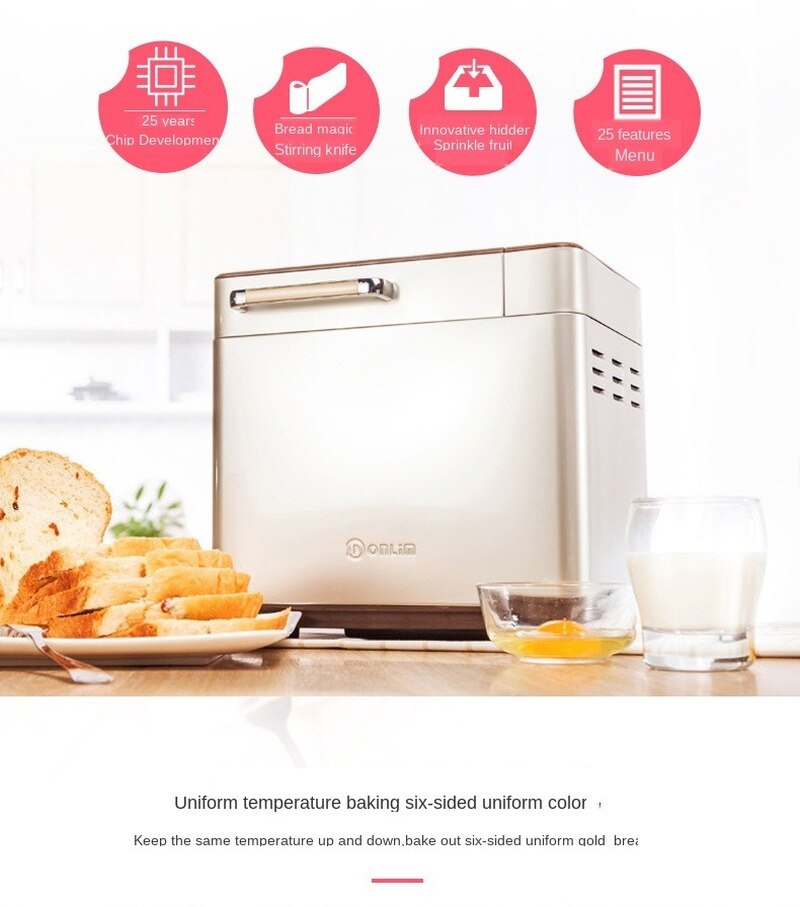 25 years
Chip Development
Bread magic
Stirring knife
Innovative hidden
Sprinkle fruit
25 features
Menu
DONLIM
Uniform temperature baking six-sided uniform color ,
Keep the same temperature up and down,bake out six-sided uniform gold